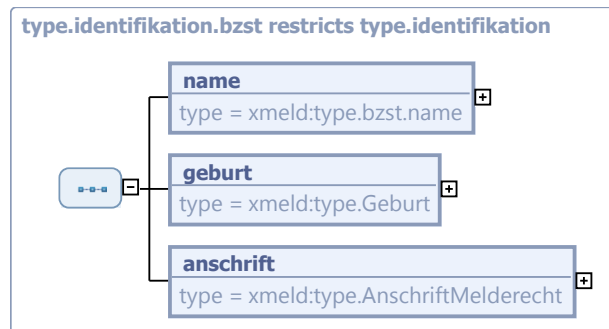 type.identifikation.bzst restricts type.identifikation
name
type = xmeld:type.bzst.name
geburt
type = xmeld:type.Geburt
anschrift
type = xmeld:type.AnschriftMelderecht